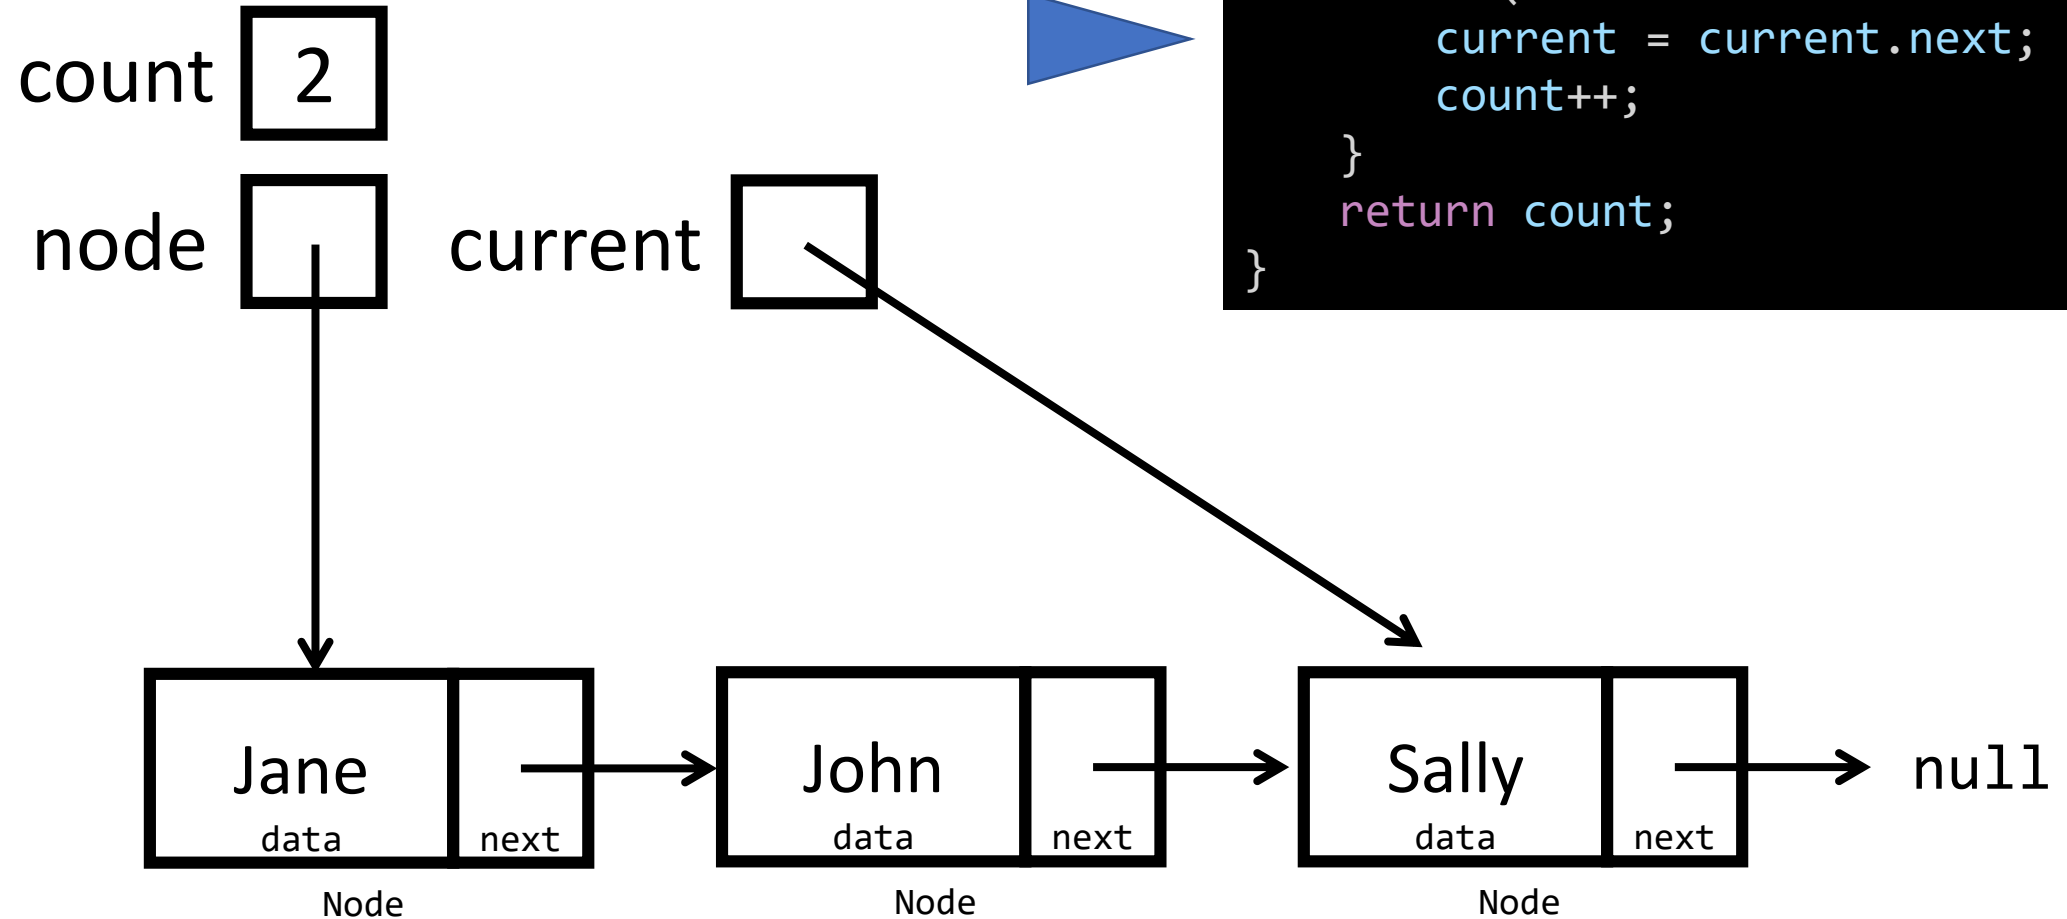 count 2
node
current
current = current.next;
count++;
}
return count;
}
Jane
data
next
Node
John
data
next
Node
Sally
data
next
Node
null